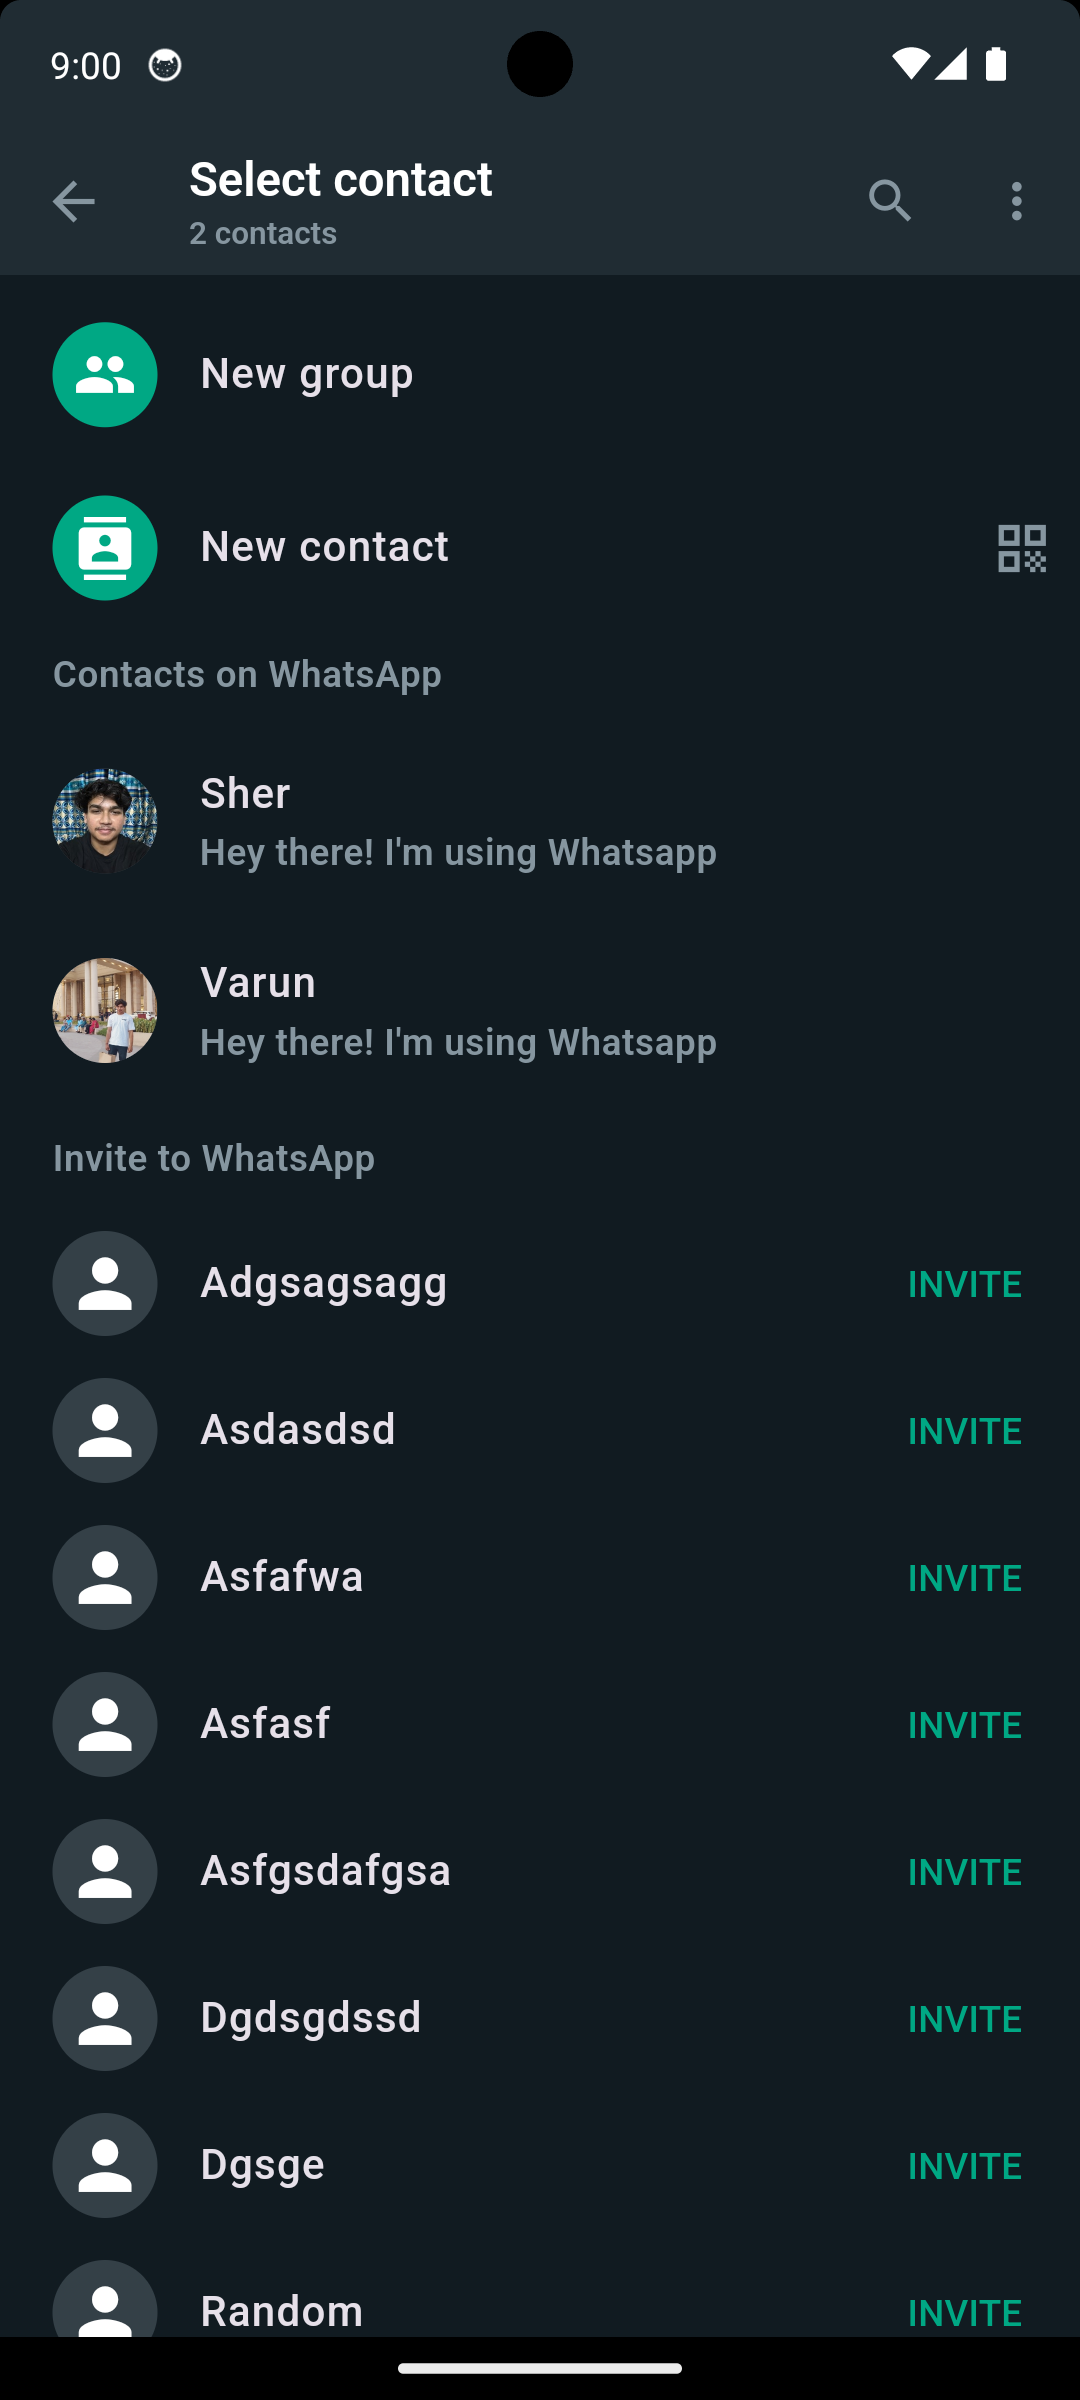 9:00
Select contact
2 contacts
New group
New contact
Contacts on WhatsApp
Sher
Hey there! I'm using Whatsapp
Varun
Hey there! I'm using Whatsapp
Invite to WhatsApp
Adgsagsagg INVITE
Asdasdsd INVITE
Asfafwa INVITE
Asfasf INVITE
Asfgsdafgsa INVITE
Dgdsgdssd INVITE
Dgsge INVITE
Random INVITE